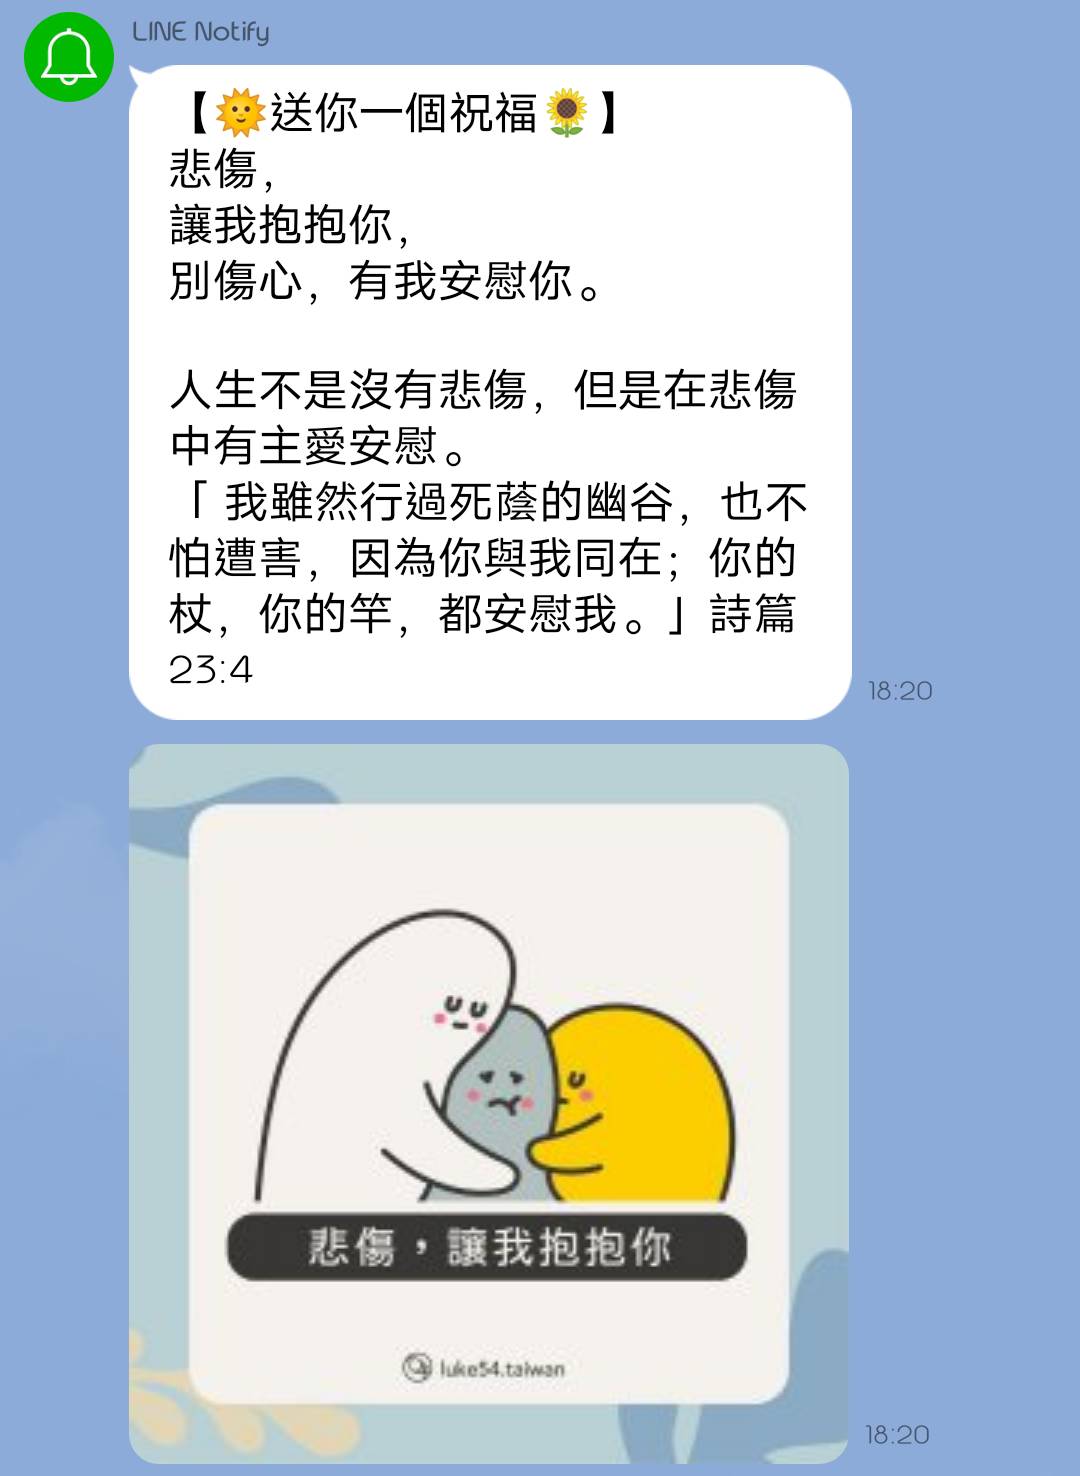 LINE Notify
【🌞送你一個祝福🌻】
悲傷，
讓我抱抱你，
別傷心，有我安慰你。
人生不是沒有悲傷，但是在悲傷
中有主愛安慰。
「 我雖然行過死蔭的幽谷，也不
怕遭害，因為你與我同在；你的
杖，你的竿，都安慰我。」詩篇
23:4
18:20
悲傷，讓我抱抱你
luke54.taiwan
18:20